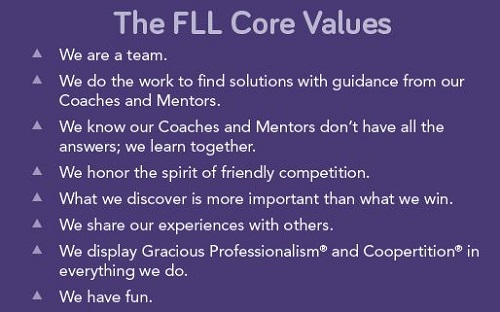 The FLL Core Values
We are a team.
We do the work to find solutions with guidance from our
Coaches and Mentors.
We know our Coaches and Mentors don't have all the
answers; we learn together.
We honor the spirit of friendly competition.
What we discover is more important than what we win.
We share our experiences with others.
We display Gracious Professionalism® and Coopertition® in
everything we do.
We have fun.